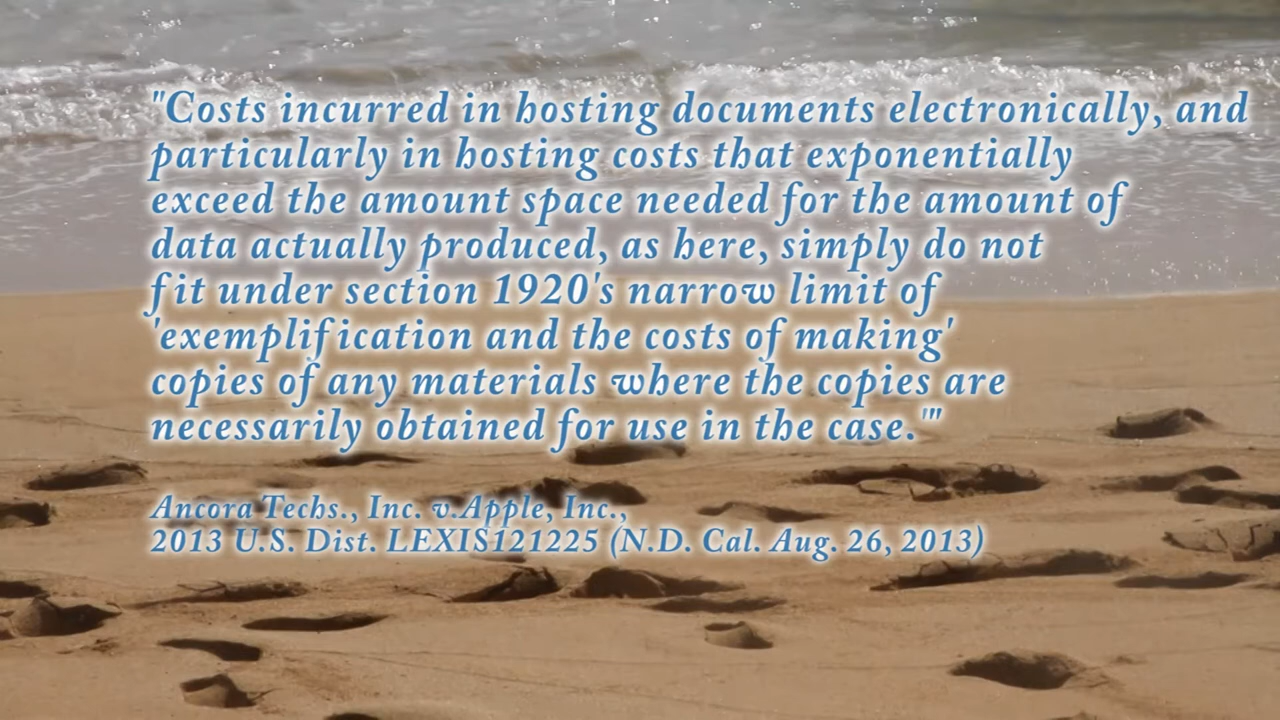 "Costs incurred in hosting documents electronically, and
particularly in hosting costs that exponentially
exceed the amount space needed for the amount of
data actually produced, as here, simply do not
fit under section 1920's narrow limit of
'exemplification and the costs of making'
copies of any materials where the copies are
necessarily obtained for use in the case.'"
Ancora Techs., Inc. v.Apple, Inc.,
2013 U.S. Dist. LEXIS121225 (N.D. Cal. Aug. 26, 2013)